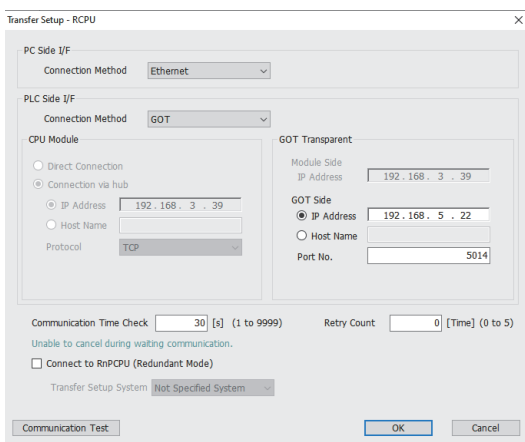 Transfer Setup - RCPU
PC Side I/F
Connection Method Ethernet
PLC Side I/F
Connection Method GOT
CPU Module
Direct Connection
Connection via hub
IP Address 192.168. 3 . 39
Host Name
Protocol TCP
GOT Transparent
Module Side
IP Address 192.168. 3 . 39
GOT Side
IP Address 192.168. 5 . 22
Host Name
Port No. 5014
Communication Time Check 30 [s] (1 to 9999) Retry Count 0 [Time] (0 to 5)
Unable to cancel during waiting communication.
Connect to RnPCPU (Redundant Mode)
Transfer Setup System Not Specified System
Communication Test OK Cancel